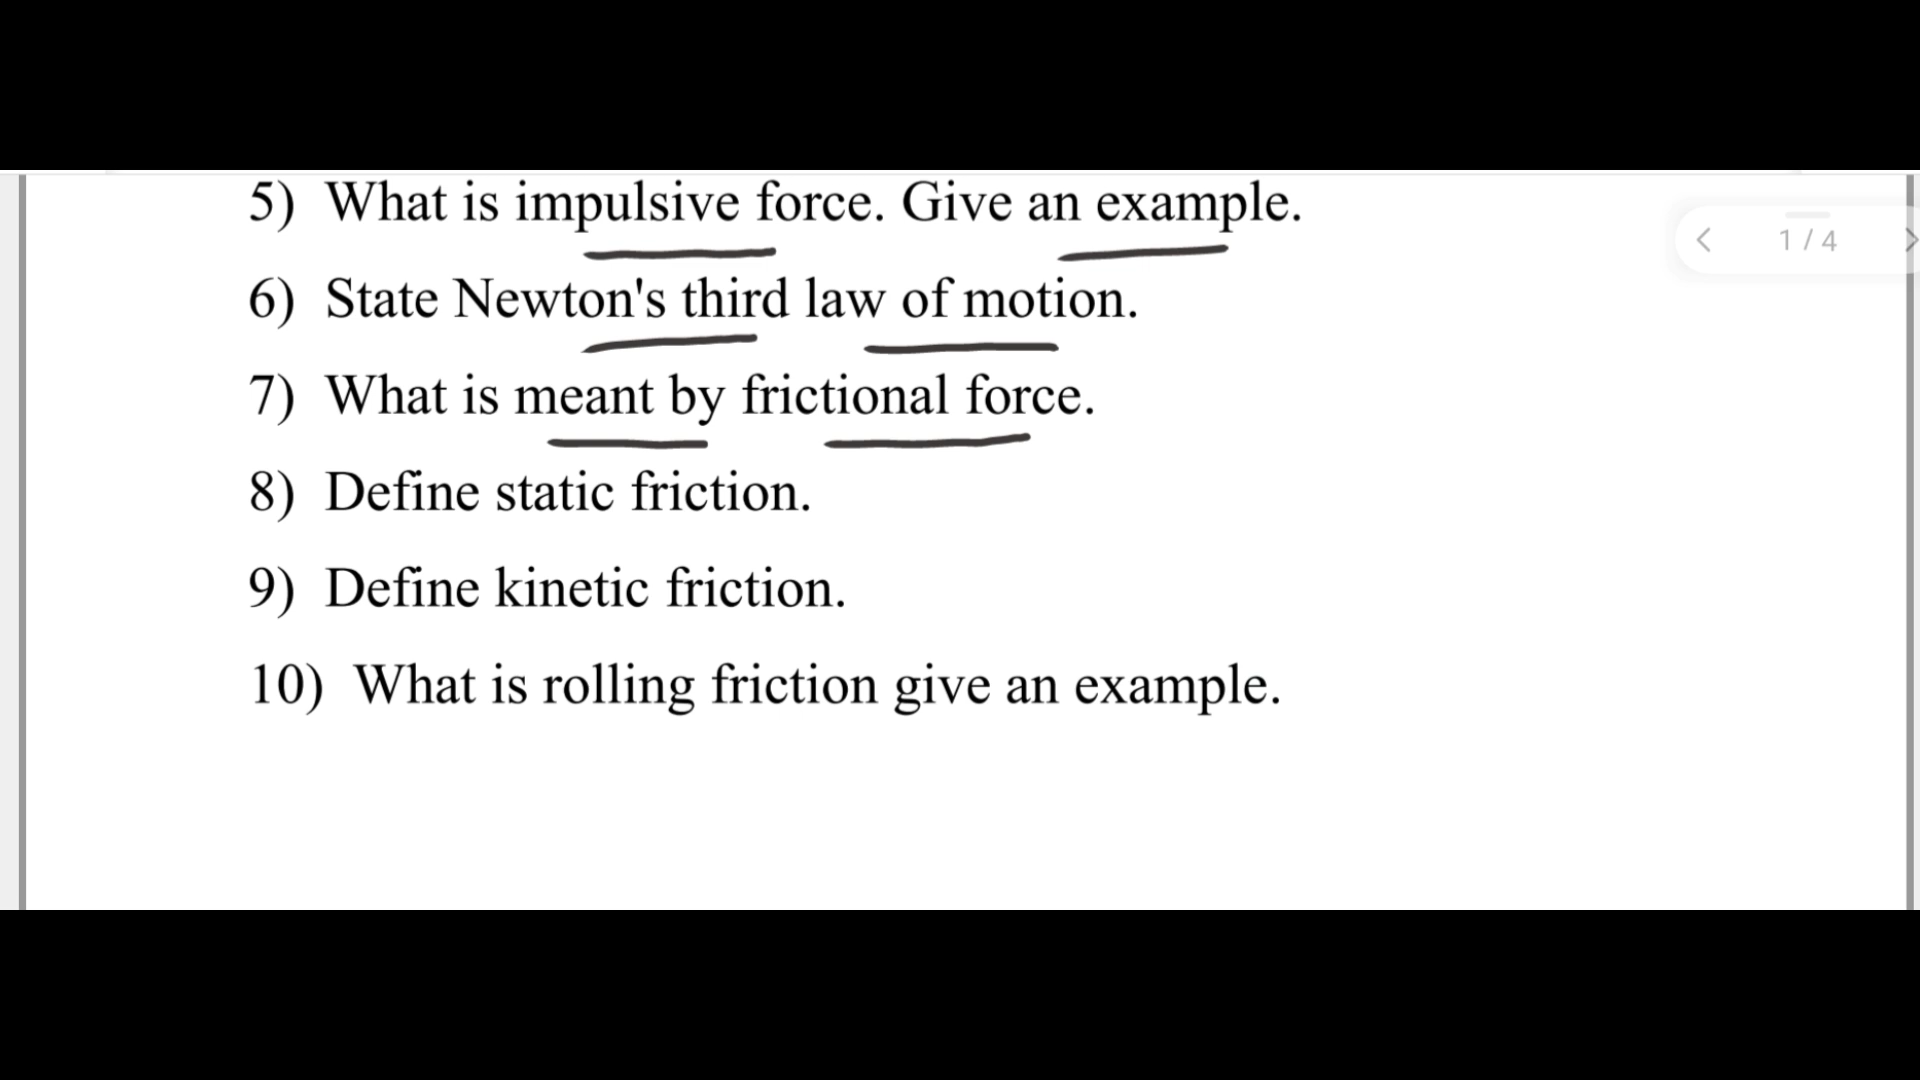 5) What is impulsive force. Give an example.
1 / 4
6) State Newton's third law of motion.
7) What is meant by frictional force.
8) Define static friction.
9) Define kinetic friction.
10) What is rolling friction give an example.